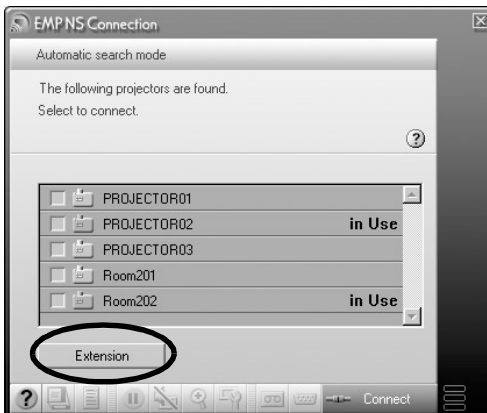 EMP NS Connection
Automatic search mode
The following projectors are found.
Select to connect.
PROJECTOR01
PROJECTOR02 in Use
PROJECTOR03
Room201
Room202 in Use
Extension
Connect